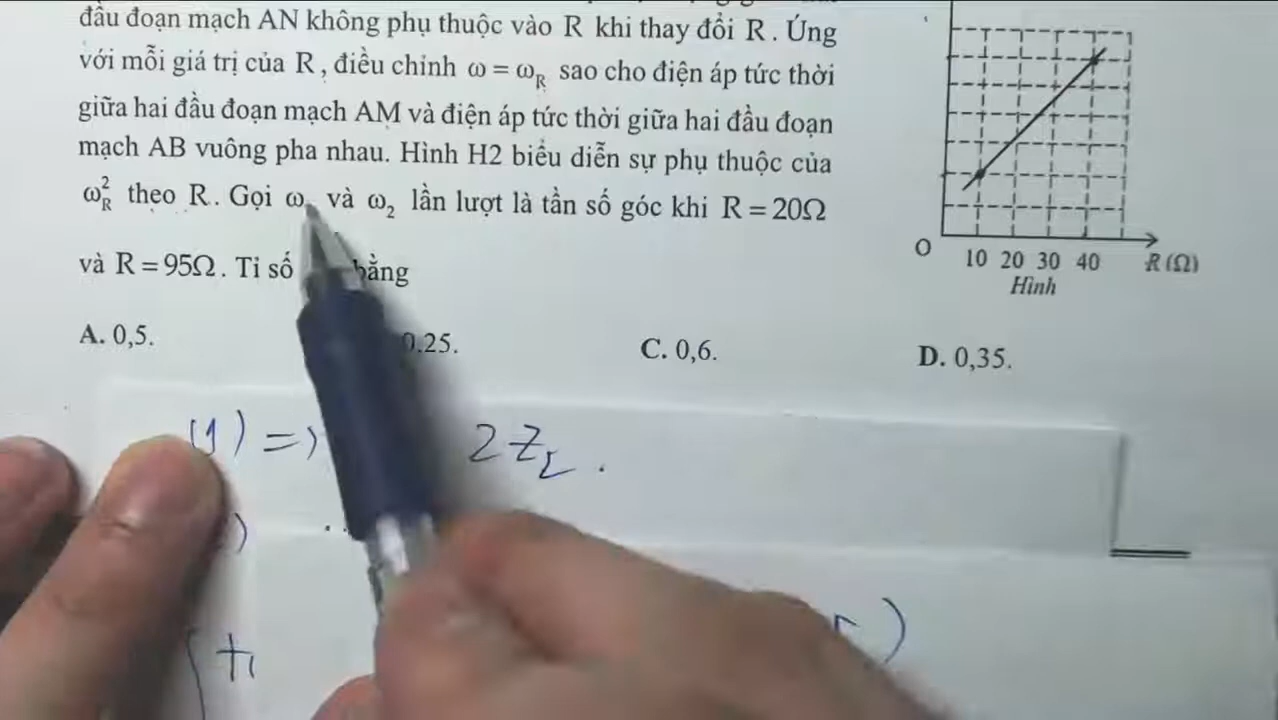 đầu đoạn mạch AN không phụ thuộc vào R khi thay đổi R. Ứng
với mỗi giá trị của R, điều chỉnh ω = ω_R sao cho điện áp tức thời
giữa hai đầu đoạn mạch AM và điện áp tức thời giữa hai đầu đoạn
mạch AB vuông pha nhau. Hình H2 biểu diễn sự phụ thuộc của
ω²_R theo R. Gọi ω và ω₂ lần lượt là tần số góc khi R = 20Ω
và R = 95Ω. Tỉ số bằng
O
10 20 30 40 R (Ω)
Hình
A. 0,5.
0.25.
C. 0,6.
D. 0,35.
(1) =>
2Z_L .